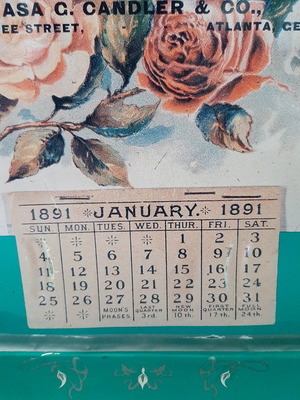 ASA G. CANDLER & CO.,
EE STREET, ATLANTA, GE
1891 JANUARY. 1891
SUN. MON. TUES. WED. THUR. FRI. SAT.
1 2 3
4 5 6 7 8 9 10
11 12 13 14 15 16 17
18 19 20 21 22 23 24
25 26 27 28 29 30 31
MOON'S PHASES. LAST QUARTER 3rd. NEW MOON 10th. FIRST QUARTER 17th. FULL MOON 24th.